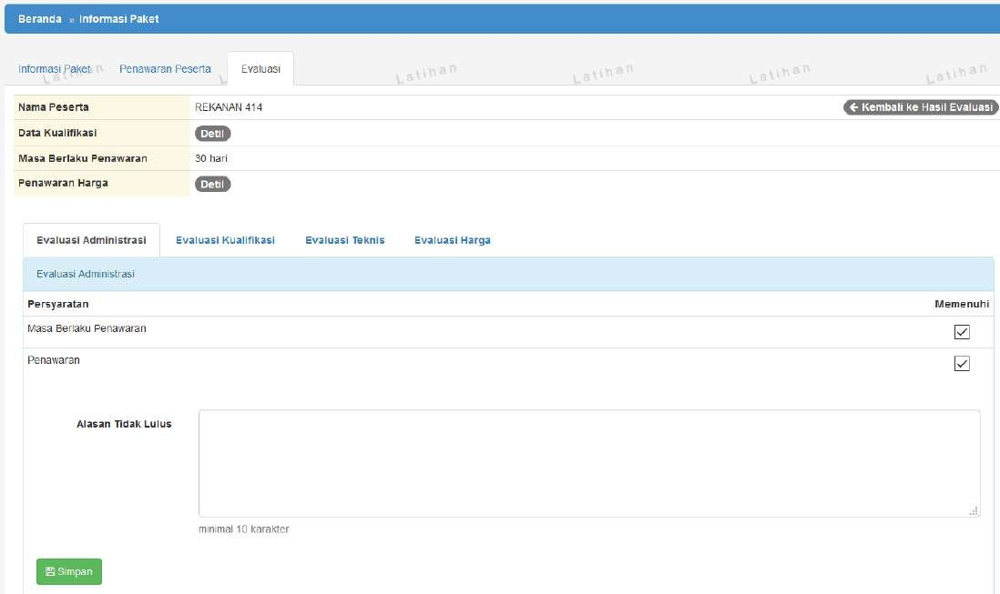 Beranda » Informasi Paket
Informasi Paket Penawaran Peserta Evaluasi
Latihan Latihan Latihan Latihan Latihan
Nama Peserta REKANAN 414 Kembali ke Hasil Evaluasi
Data Kualifikasi Detil
Masa Berlaku Penawaran 30 hari
Penawaran Harga Detil
Evaluasi Administrasi Evaluasi Kualifikasi Evaluasi Teknis Evaluasi Harga
Evaluasi Administrasi
Persyaratan Memenuhi
Masa Berlaku Penawaran
Penawaran
Alasan Tidak Lulus
minimal 10 karakter
Simpan